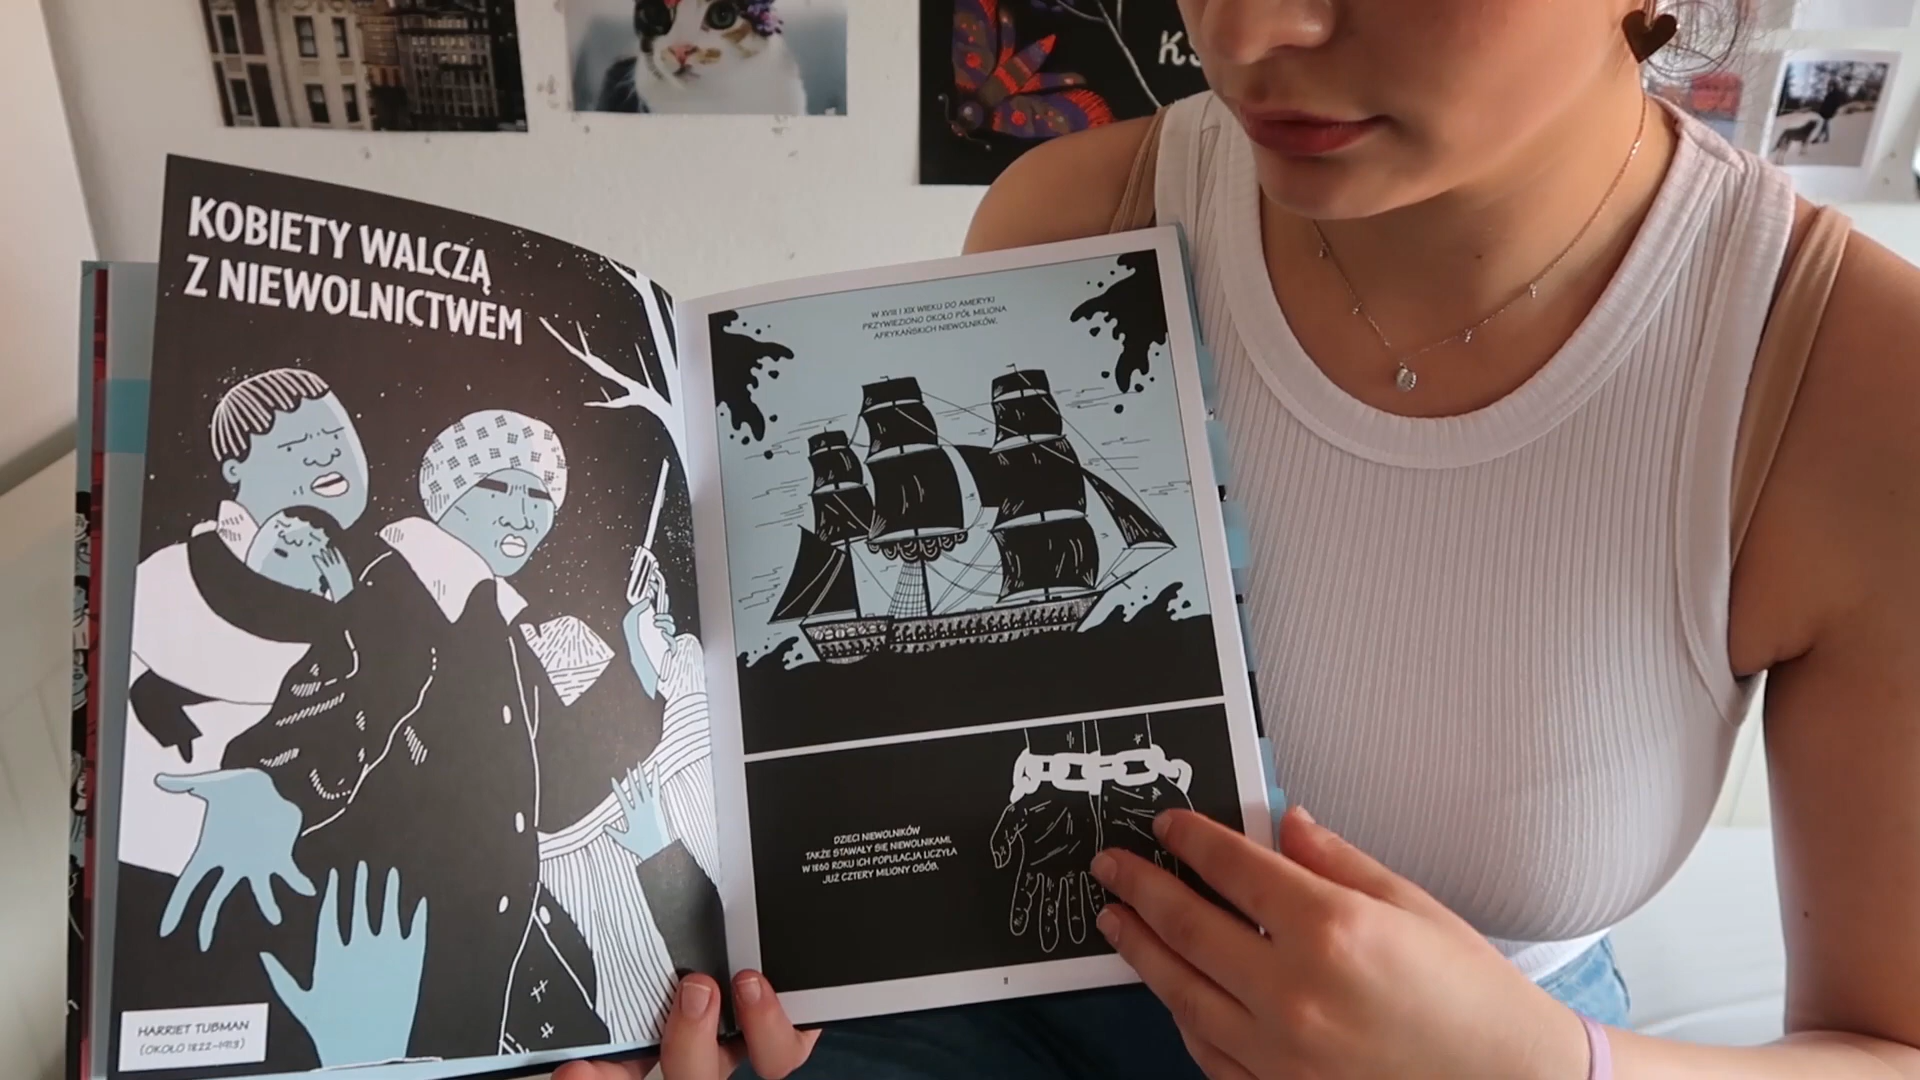 KOBIETY WALCZĄ
Z NIEWOLNICTWEM
HARRIET TUBMAN
(OKOŁO 1822–1913)
W XVIII I XIX WIEKU DO AMERYKI
PRZYWIEZIONO OKOŁO PÓŁ MILIONA
AFRYKAŃSKICH NIEWOLNIKÓW.
DZIECI NIEWOLNIKÓW
TAKŻE STAWAŁY SIĘ NIEWOLNIKAMI.
W 1860 ROKU ICH POPULACJA LICZYŁA
JUŻ CZTERY MILIONY OSÓB.